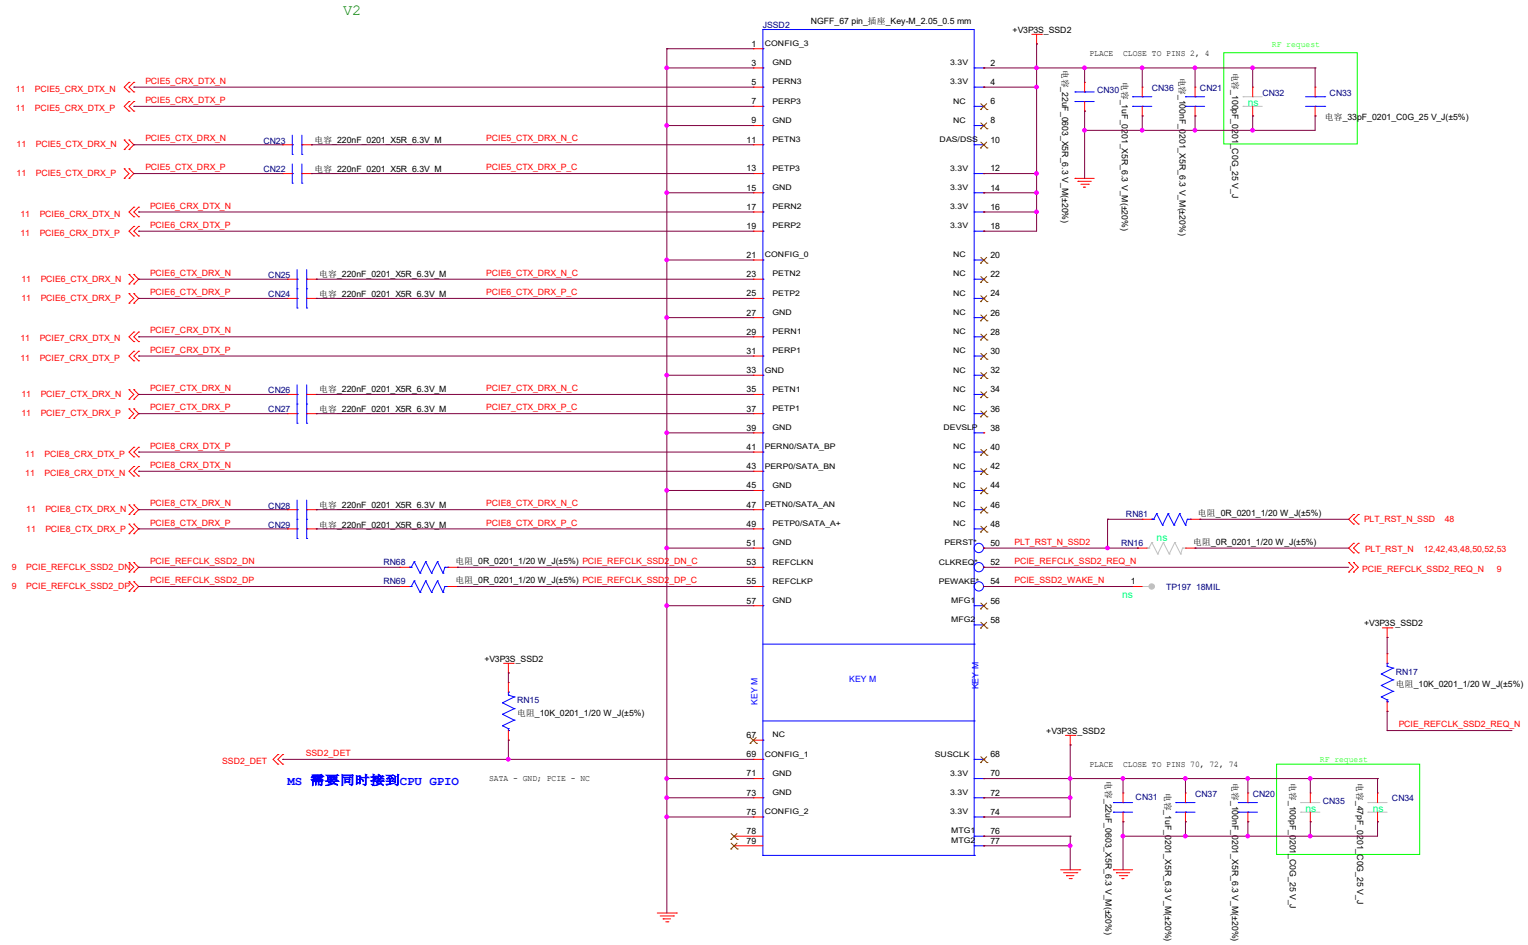 V2
JSSD2
NGFF_67 pin_插座_Key-M_2.05_0.5 mm
1 CONFIG_3
3 GND
11 PCIE5_CRX_DTX_N PCIE5_CRX_DTX_N 5 PERN3
11 PCIE5_CRX_DTX_P PCIE5_CRX_DTX_P 7 PERP3
9 GND
11 PCIE5_CTX_DRX_N PCIE5_CTX_DRX_N CN23 电容_220nF_0201_X5R_6.3V_M PCIE5_CTX_DRX_N_C 11 PETN3
11 PCIE5_CTX_DRX_P PCIE5_CTX_DRX_P CN22 电容_220nF_0201_X5R_6.3V_M PCIE5_CTX_DRX_P_C 13 PETP3
15 GND
11 PCIE6_CRX_DTX_N PCIE6_CRX_DTX_N 17 PERN2
11 PCIE6_CRX_DTX_P PCIE6_CRX_DTX_P 19 PERP2
21 CONFIG_0
11 PCIE6_CTX_DRX_N PCIE6_CTX_DRX_N CN25 电容_220nF_0201_X5R_6.3V_M PCIE6_CTX_DRX_N_C 23 PETN2
11 PCIE6_CTX_DRX_P PCIE6_CTX_DRX_P CN24 电容_220nF_0201_X5R_6.3V_M PCIE6_CTX_DRX_P_C 25 PETP2
27 GND
11 PCIE7_CRX_DTX_N PCIE7_CRX_DTX_N 29 PERN1
11 PCIE7_CRX_DTX_P PCIE7_CRX_DTX_P 31 PERP1
33 GND
11 PCIE7_CTX_DRX_N PCIE7_CTX_DRX_N CN26 电容_220nF_0201_X5R_6.3V_M PCIE7_CTX_DRX_N_C 35 PETN1
11 PCIE7_CTX_DRX_P PCIE7_CTX_DRX_P CN27 电容_220nF_0201_X5R_6.3V_M PCIE7_CTX_DRX_P_C 37 PETP1
39 GND
11 PCIE8_CRX_DTX_P PCIE8_CRX_DTX_P 41 PERN0/SATA_BP
11 PCIE8_CRX_DTX_N PCIE8_CRX_DTX_N 43 PERP0/SATA_BN
45 GND
11 PCIE8_CTX_DRX_N PCIE8_CTX_DRX_N CN28 电容_220nF_0201_X5R_6.3V_M PCIE8_CTX_DRX_N_C 47 PETN0/SATA_AN
11 PCIE8_CTX_DRX_P PCIE8_CTX_DRX_P CN29 电容_220nF_0201_X5R_6.3V_M PCIE8_CTX_DRX_P_C 49 PETP0/SATA_A+
51 GND
9 PCIE_REFCLK_SSD2_DN PCIE_REFCLK_SSD2_DN RN68 电阻_0R_0201_1/20 W_J(±5%) PCIE_REFCLK_SSD2_DN_C 53 REFCLKN
9 PCIE_REFCLK_SSD2_DP PCIE_REFCLK_SSD2_DP RN69 电阻_0R_0201_1/20 W_J(±5%) PCIE_REFCLK_SSD2_DP_C 55 REFCLKP
57 GND
3.3V 2
3.3V 4
NC 6
NC 8
DAS/DSS 10
3.3V 12
3.3V 14
3.3V 16
3.3V 18
NC 20
NC 22
NC 24
NC 26
NC 28
NC 30
NC 32
NC 34
NC 36
DEVSLP 38
NC 40
NC 42
NC 44
NC 46
NC 48
PERST* 50 PLT_RST_N_SSD2
CLKREQ* 52 PCIE_REFCLK_SSD2_REQ_N
PEWAKE* 54 PCIE_SSD2_WAKE_N 1 TP197 18MIL
ns
MFG1 56
MFG2 58
RN81 电阻_0R_0201_1/20 W_J(±5%) PLT_RST_N_SSD 48
ns
RN16 电阻_0R_0201_1/20 W_J(±5%) PLT_RST_N 12,42,43,48,50,52,53
PCIE_REFCLK_SSD2_REQ_N 9
+V3P3S_SSD2
PLACE CLOSE TO PINS 2, 4
RF request
CN30 电容_22uF_0603_X5R_6.3 V_M(±20%)
CN36 电容_1uF_0201_X5R_6.3 V_M(±20%)
CN21 电容_100nF_0201_X5R_6.3 V_M(±20%)
CN32 ns 电容_100pF_0201_C0G_25 V_J
CN33 电容_33pF_0201_C0G_25 V_J(±5%)
+V3P3S_SSD2
RN17
电阻_10K_0201_1/20 W_J(±5%)
PCIE_REFCLK_SSD2_REQ_N
KEY M
KEY M
KEY M
+V3P3S_SSD2
RN15
电阻_10K_0201_1/20 W_J(±5%)
67 NC
SSD2_DET SSD2_DET 69 CONFIG_1
MS 需要同时接到CPU GPIO
SATA - GND; PCIE - NC
71 GND
73 GND
75 CONFIG_2
78
79
SUSCLK 68
3.3V 70
3.3V 72
3.3V 74
MTG1 76
MTG2 77
+V3P3S_SSD2
PLACE CLOSE TO PINS 70, 72, 74
RF request
CN31 电容_22uF_0603_X5R_6.3 V_M(±20%)
CN37 电容_1uF_0201_X5R_6.3 V_M(±20%)
CN20 电容_100nF_0201_X5R_6.3 V_M(±20%)
CN35 ns 电容_100pF_0201_C0G_25 V_J
CN34 ns 电容_47pF_0201_C0G_25 V_J